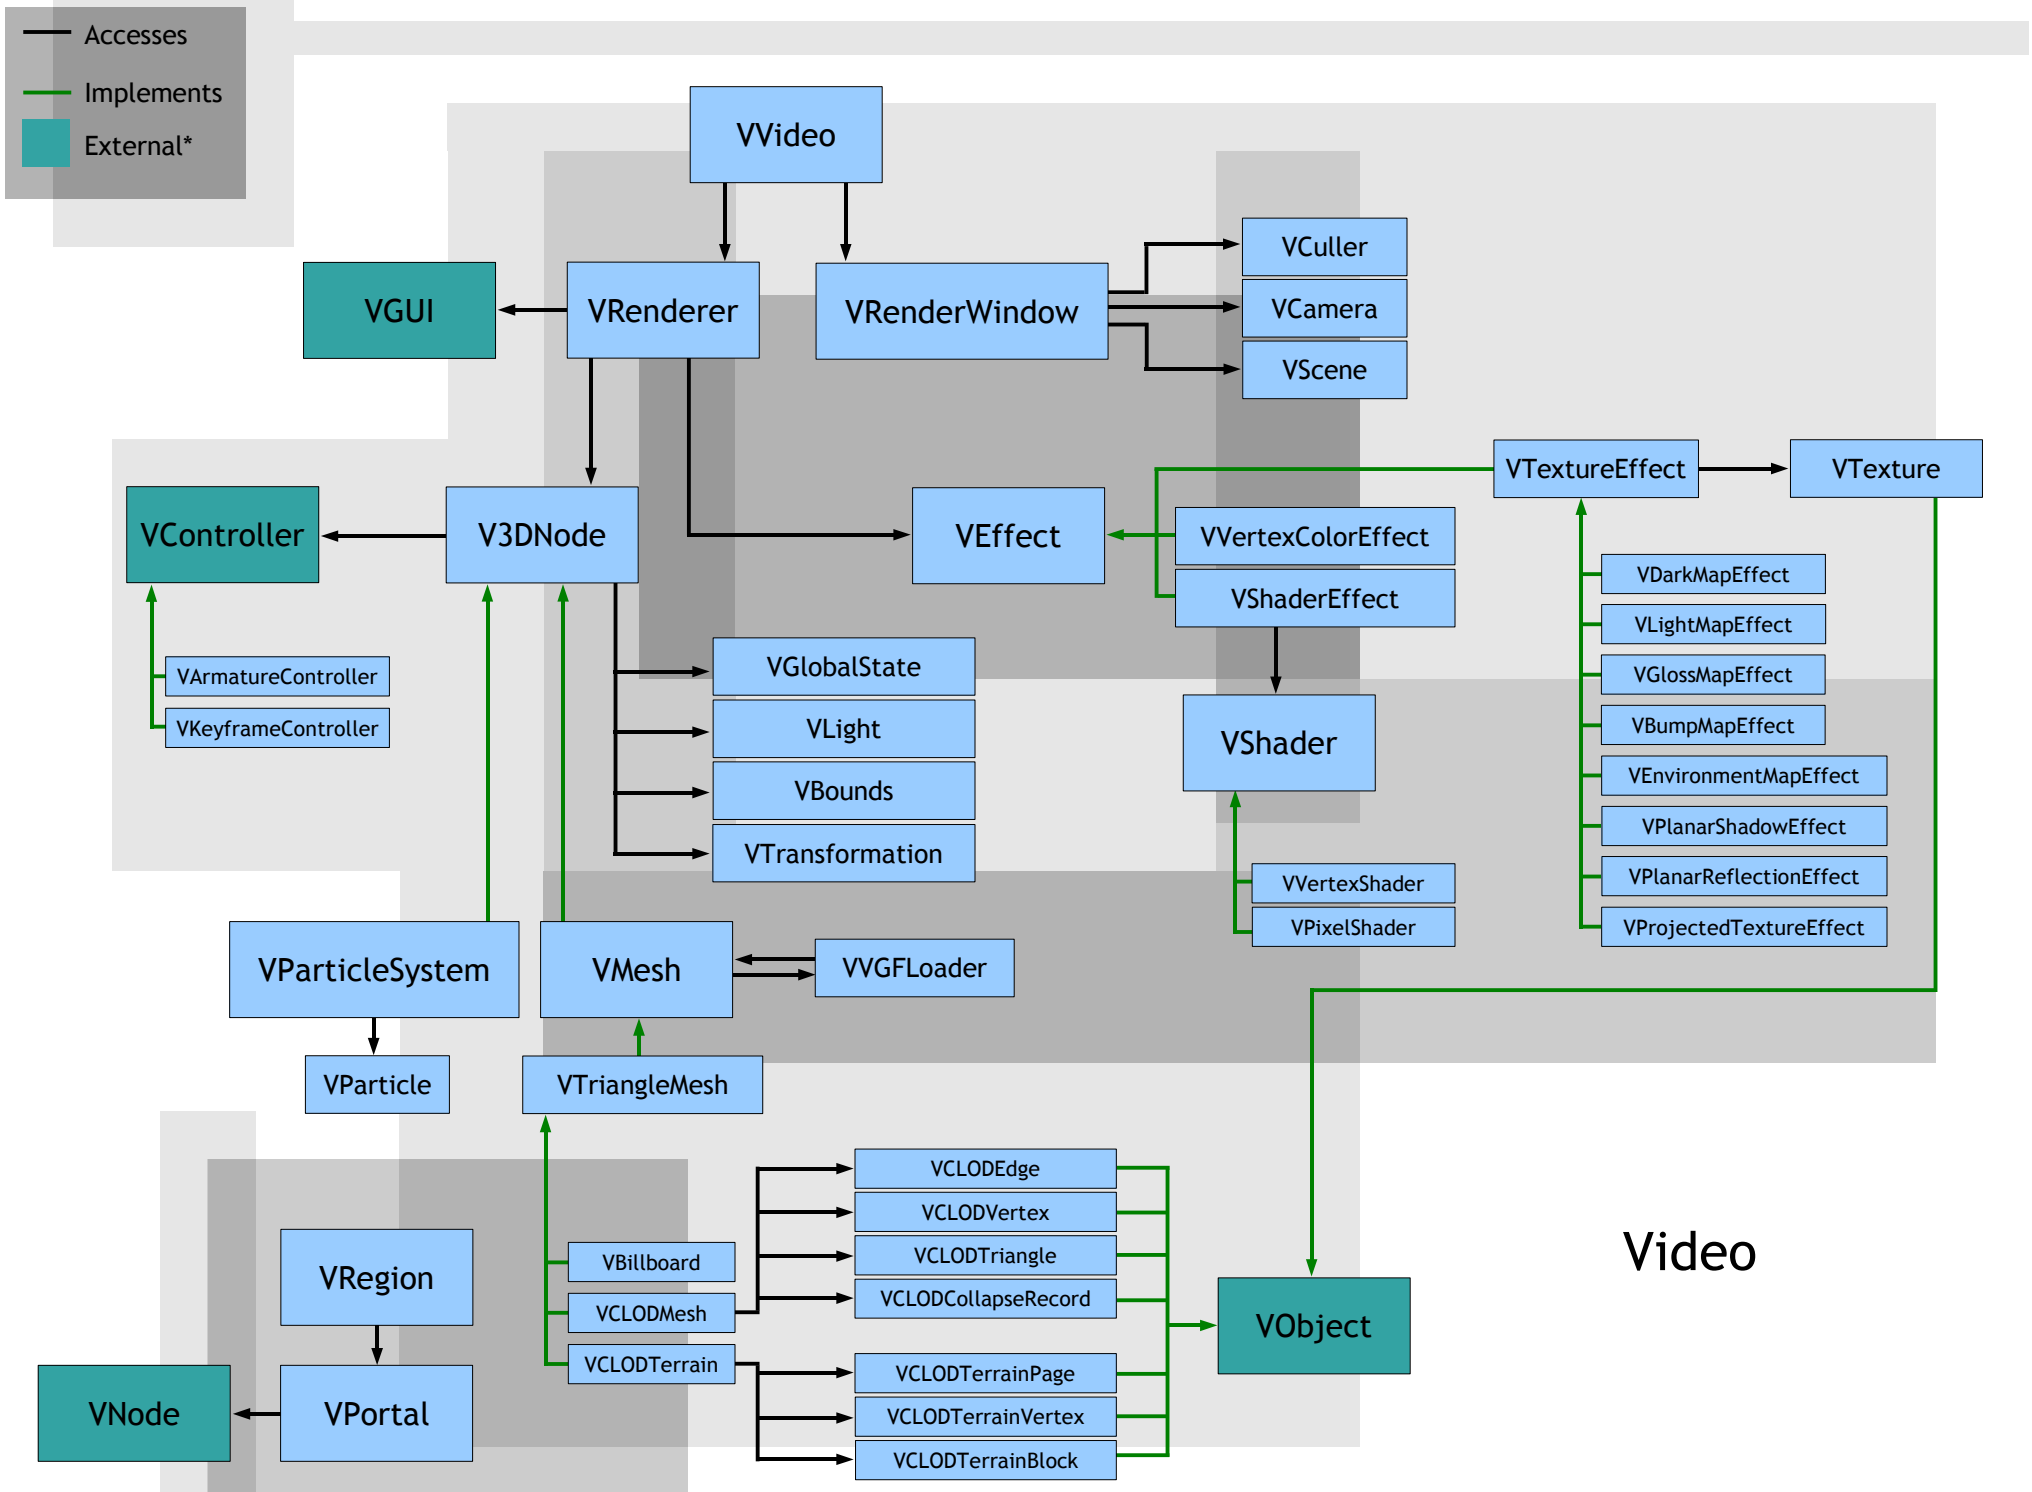 Accesses
Implements
External*
VVideo
VGUI
VRenderer
VRenderWindow
VCuller
VCamera
VScene
VController
V3DNode
VEffect
VTextureEffect
VTexture
VVertexColorEffect
VShaderEffect
VDarkMapEffect
VLightMapEffect
VGlossMapEffect
VBumpMapEffect
VEnvironmentMapEffect
VPlanarShadowEffect
VPlanarReflectionEffect
VProjectedTextureEffect
VArmatureController
VKeyframeController
VGlobalState
VLight
VBounds
VTransformation
VShader
VVertexShader
VPixelShader
VParticleSystem
VMesh
VVGFLoader
VParticle
VTriangleMesh
VBillboard
VCLODMesh
VCLODTerrain
VCLODEdge
VCLODVertex
VCLODTriangle
VCLODCollapseRecord
VCLODTerrainPage
VCLODTerrainVertex
VCLODTerrainBlock
VRegion
VNode
VPortal
VObject
Video